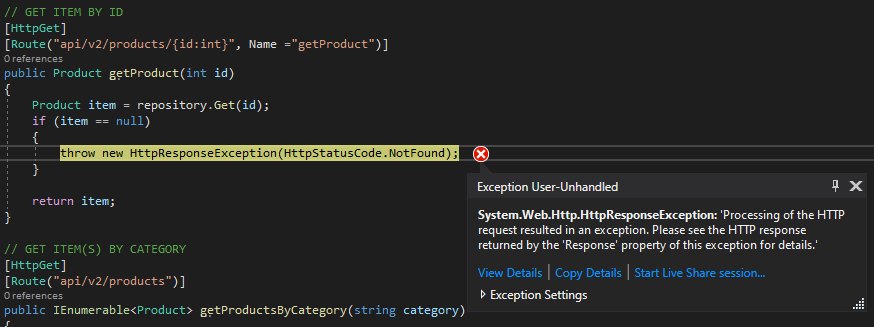 // GET ITEM BY ID
[HttpGet]
[Route("api/v2/products/{id:int}", Name ="getProduct")]
0 references
public Product getProduct(int id)
{
Product item = repository.Get(id);
if (item == null)
{
throw new HttpResponseException(HttpStatusCode.NotFound);
}
return item;
}
// GET ITEM(S) BY CATEGORY
[HttpGet]
[Route("api/v2/products")]
0 references
public IEnumerable<Product> getProductsByCategory(string category)
{
Exception User-Unhandled
System.Web.Http.HttpResponseException: 'Processing of the HTTP
request resulted in an exception. Please see the HTTP response
returned by the 'Response' property of this exception for details.'
View Details | Copy Details | Start Live Share session...
Exception Settings